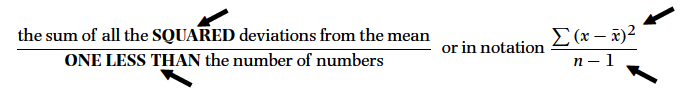 the sum of all the SQUARED deviations from the mean
ONE LESS THAN the number of numbers
or in notation
∑(x − x̄)²
n − 1